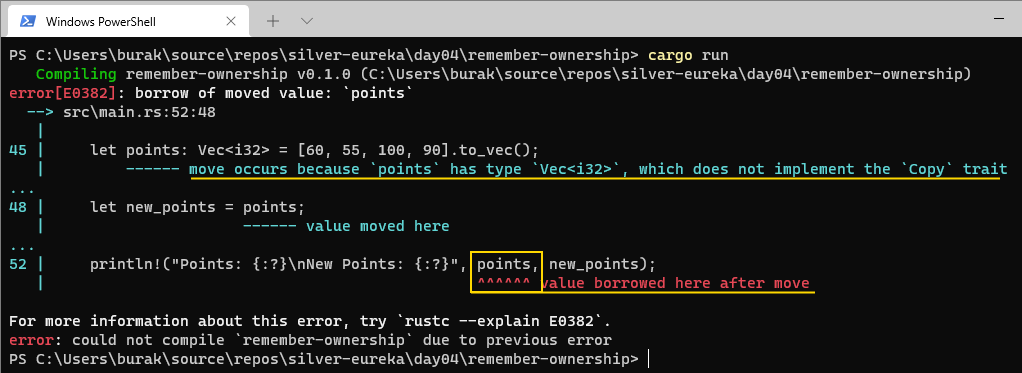 Windows PowerShell
PS C:\Users\burak\source\repos\silver-eureka\day04\remember-ownership> cargo run
   Compiling remember-ownership v0.1.0 (C:\Users\burak\source\repos\silver-eureka\day04\remember-ownership)
error[E0382]: borrow of moved value: `points`
  --> src\main.rs:52:48
   |
45 |     let points: Vec<i32> = [60, 55, 100, 90].to_vec();
   |         ------ move occurs because `points` has type `Vec<i32>`, which does not implement the `Copy` trait
...
48 |     let new_points = points;
   |                      ------ value moved here
...
52 |     println!("Points: {:?}\nNew Points: {:?}", points, new_points);
   |                                                ^^^^^^ value borrowed here after move
For more information about this error, try `rustc --explain E0382`.
error: could not compile `remember-ownership` due to previous error
PS C:\Users\burak\source\repos\silver-eureka\day04\remember-ownership>